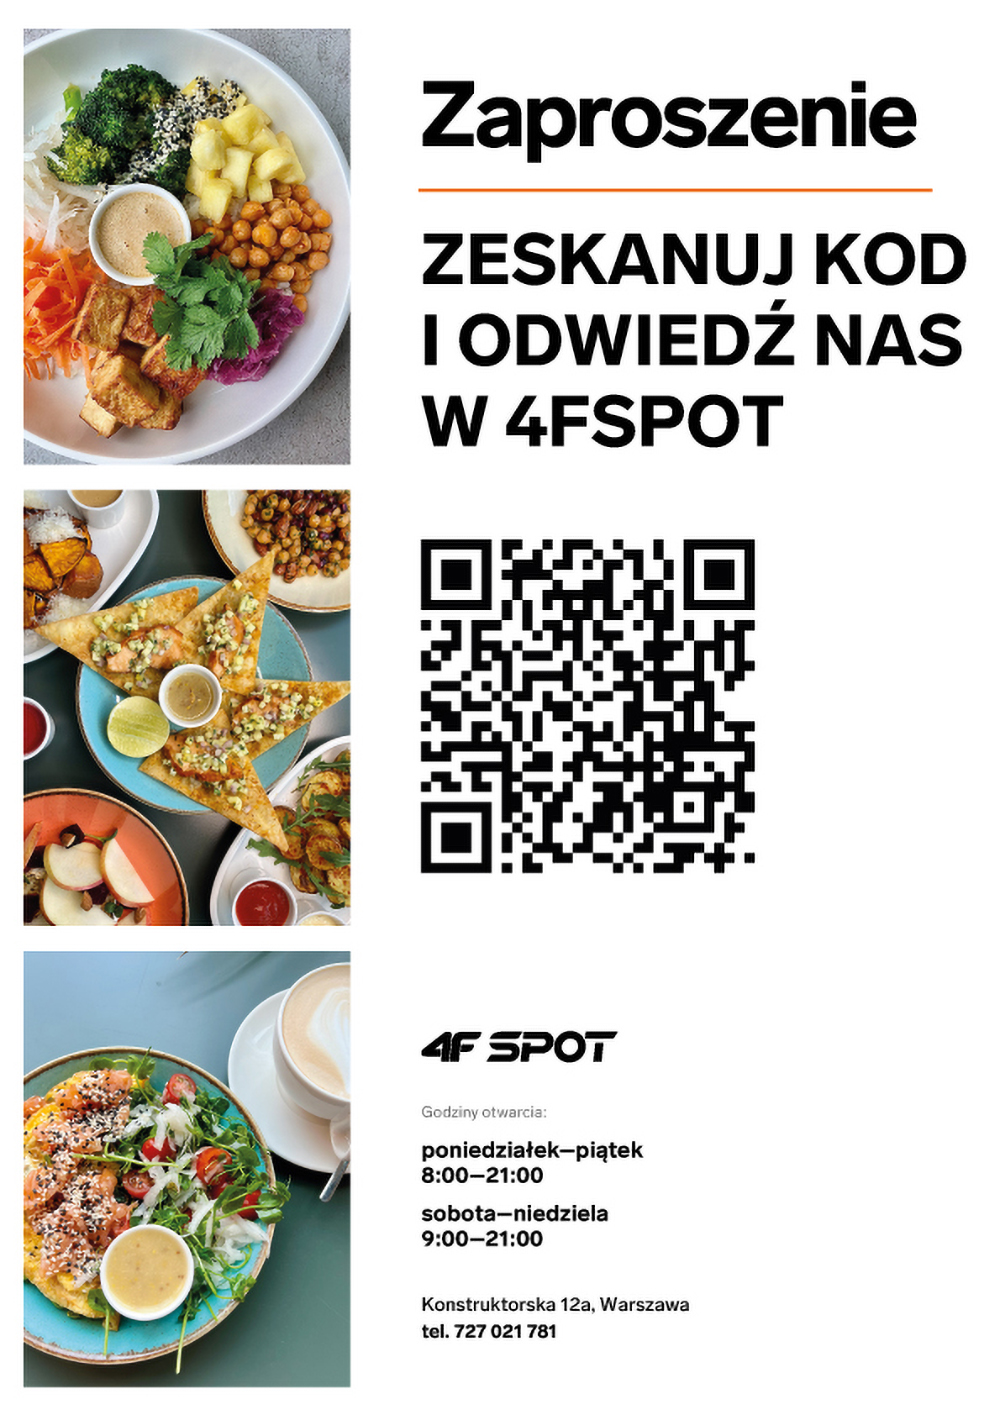 Zaproszenie
ZESKANUJ KOD
I ODWIEDŹ NAS
W 4FSPOT
4F SPOT
Godziny otwarcia:
poniedziałek—piątek
8:00—21:00
sobota—niedziela
9:00—21:00
Konstruktorska 12a, Warszawa
tel. 727 021 781